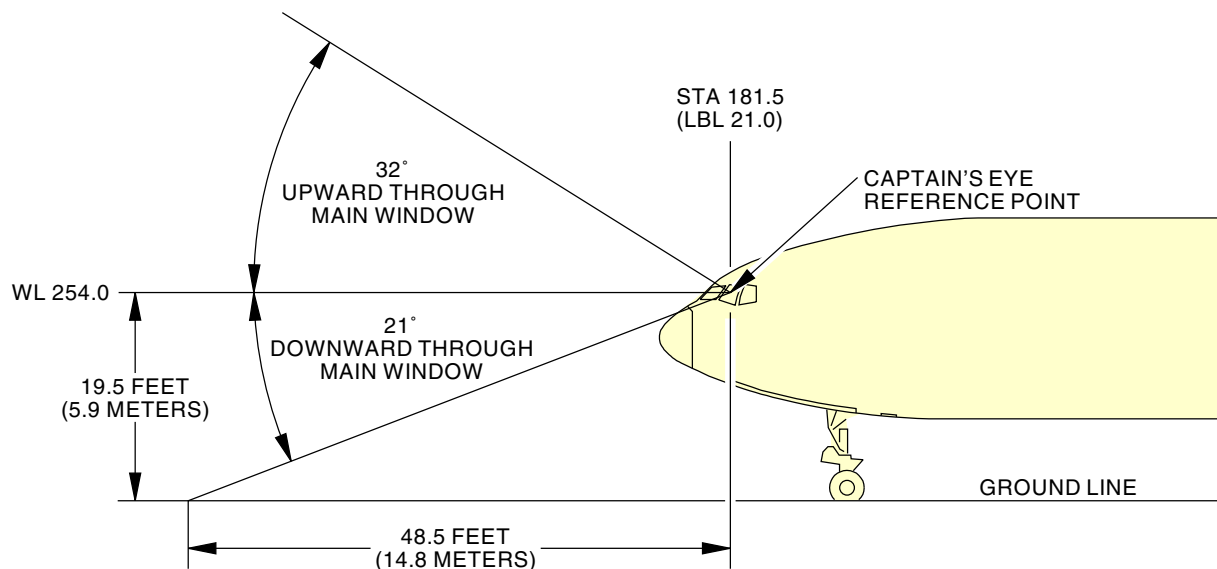 STA 181.5
(LBL 21.0)
32°
UPWARD THROUGH
MAIN WINDOW
CAPTAIN'S EYE
REFERENCE POINT
WL 254.0
21°
DOWNWARD THROUGH
MAIN WINDOW
19.5 FEET
(5.9 METERS)
GROUND LINE
48.5 FEET
(14.8 METERS)